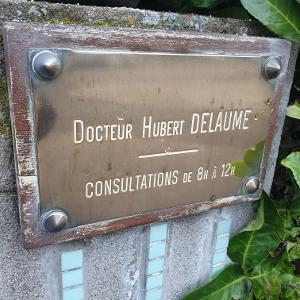 Docteur Hubert DELAUME
CONSULTATIONS DE 8H À 12H